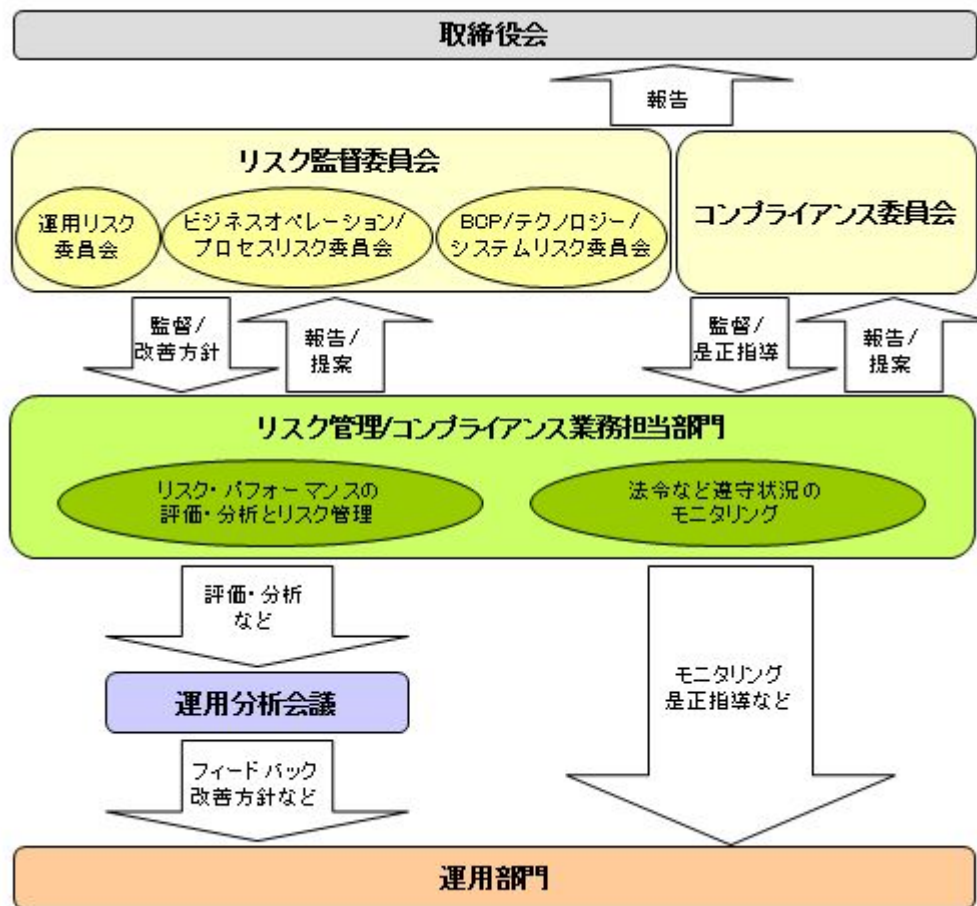 取締役会
報告
リスク監督委員会
運用リスク
委員会
ビジネスオペレーション/
プロセスリスク委員会
BCP/テクノロジー/
システムリスク委員会
コンプライアンス委員会
監督/
改善方針
報告/
提案
監督/
是正指導
報告/
提案
リスク管理/コンプライアンス業務担当部門
リスク・パフォーマンスの
評価・分析とリスク管理
法令など遵守状況の
モニタリング
評価・分析
など
運用分析会議
モニタリング
是正指導など
フィードバック
改善方針など
運用部門